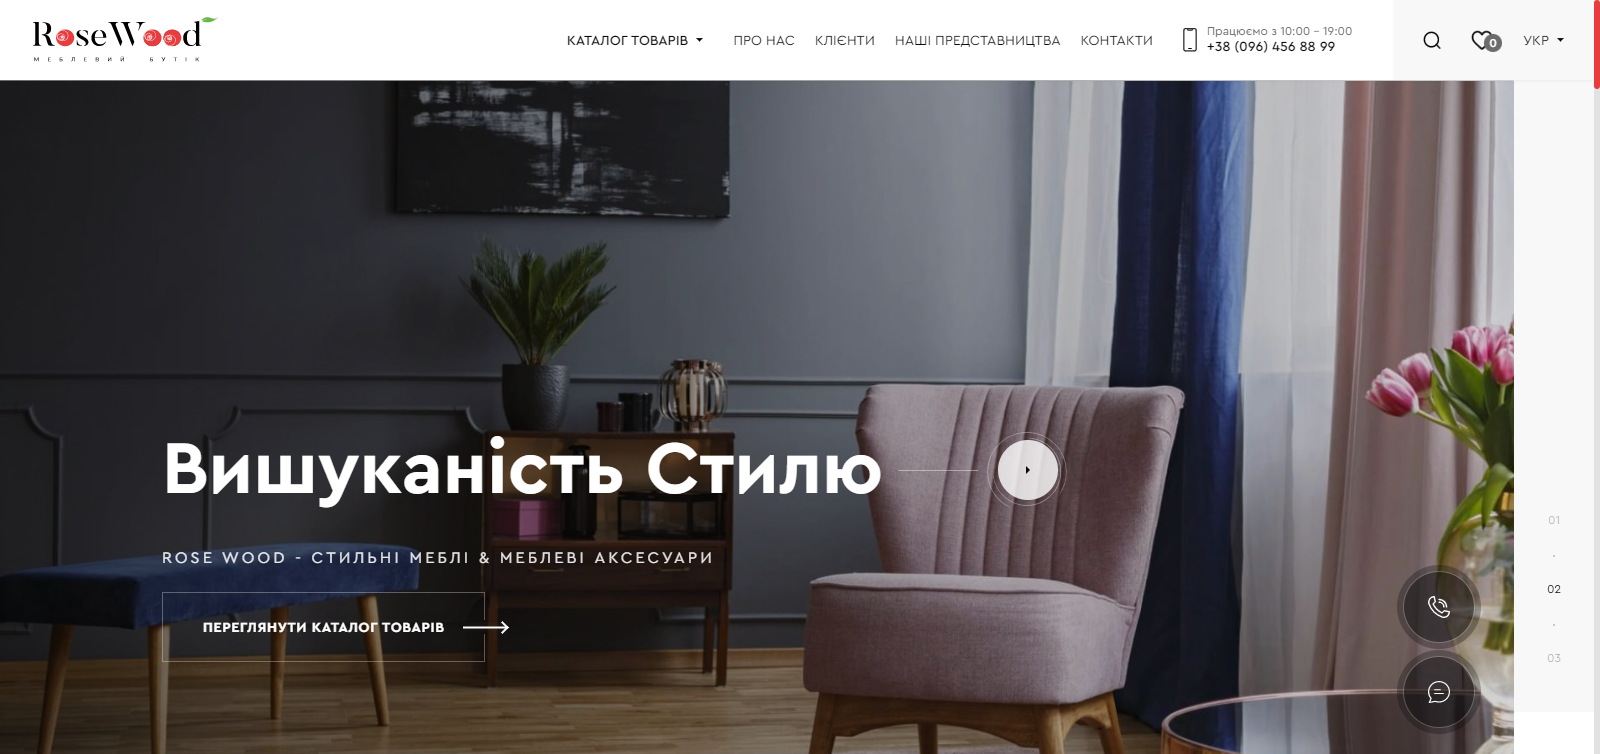 RoseWood
МЕБЛЕВИЙ БУТІК
КАТАЛОГ ТОВАРІВ
ПРО НАС
КЛІЄНТИ
НАШІ ПРЕДСТАВНИЦТВА
КОНТАКТИ
Працюємо з 10:00 - 19:00
+38 (096) 456 88 99
0
УКР
Вишуканість Стилю
ROSE WOOD - СТИЛЬНІ МЕБЛІ & МЕБЛЕВІ АКСЕСУАРИ
ПЕРЕГЛЯНУТИ КАТАЛОГ ТОВАРІВ
01
02
03